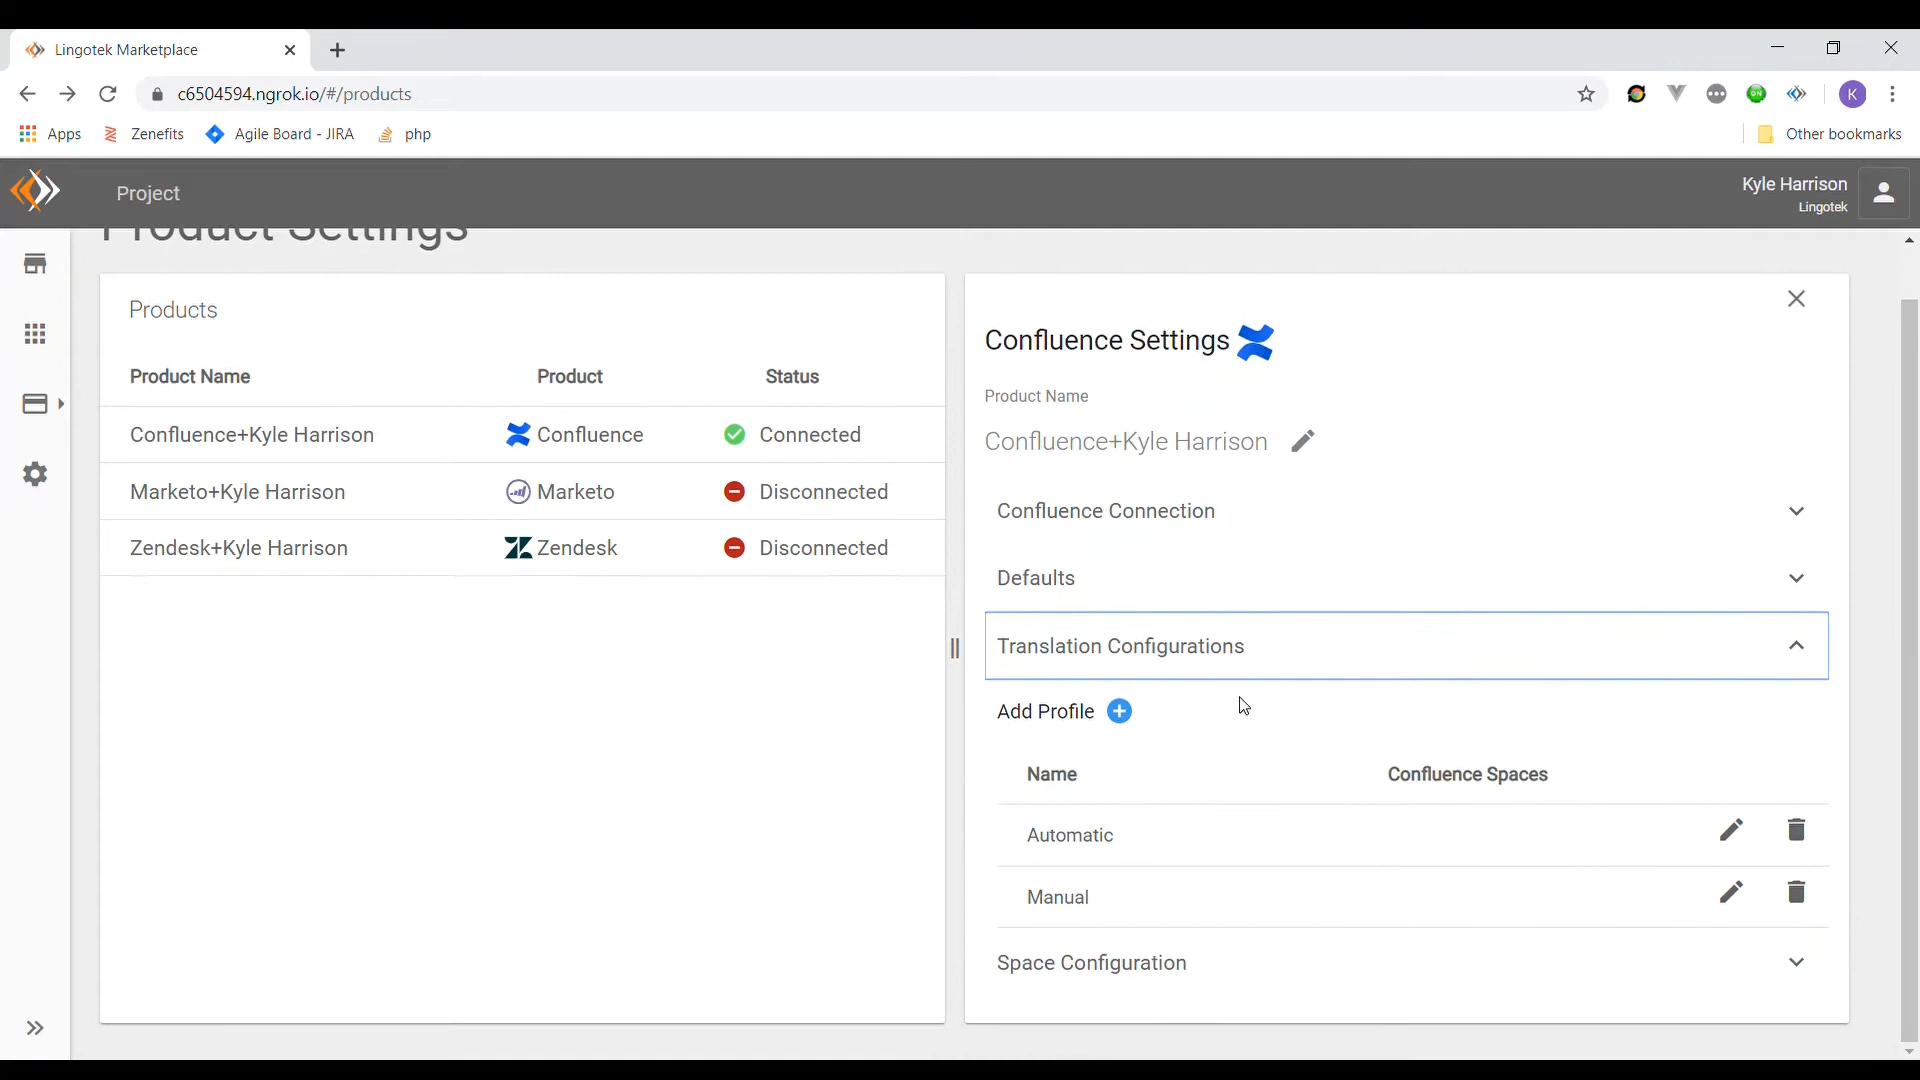 Lingotek Marketplace
c6504594.ngrok.io/#/products
ON
K
Apps
Zenefits
Agile Board - JIRA
php
Other bookmarks
Project
Kyle Harrison
Lingotek
Product Settings
Products
Product Name Product Status
Confluence+Kyle Harrison Confluence Connected
Marketo+Kyle Harrison Marketo Disconnected
Zendesk+Kyle Harrison Zendesk Disconnected
Confluence Settings
Product Name
Confluence+Kyle Harrison
Confluence Connection
Defaults
Translation Configurations
Add Profile
Name Confluence Spaces
Automatic
Manual
Space Configuration